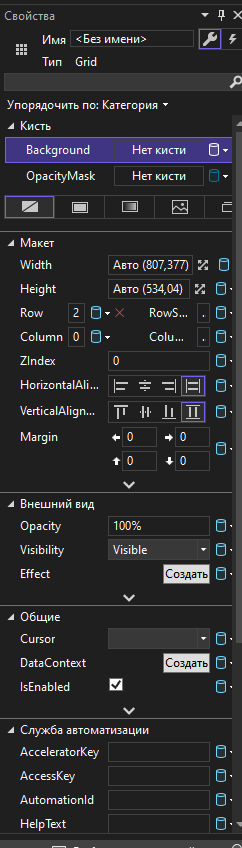 Свойства
Имя <Без имени>
Тип Grid
Упорядочить по: Категория
Кисть
Background Нет кисти
OpacityMask Нет кисти
Макет
Width Авто (807,377)
Height Авто (534,04)
Row 2 RowS... .
Column 0 Colu... .
ZIndex 0
HorizontalAli...
VerticalAlignm...
Margin 0 0
0 0
Внешний вид
Opacity 100%
Visibility Visible
Effect Создать
Общие
Cursor
DataContext Создать
IsEnabled
Служба автоматизации
AcceleratorKey
AccessKey
AutomationId
HelpText